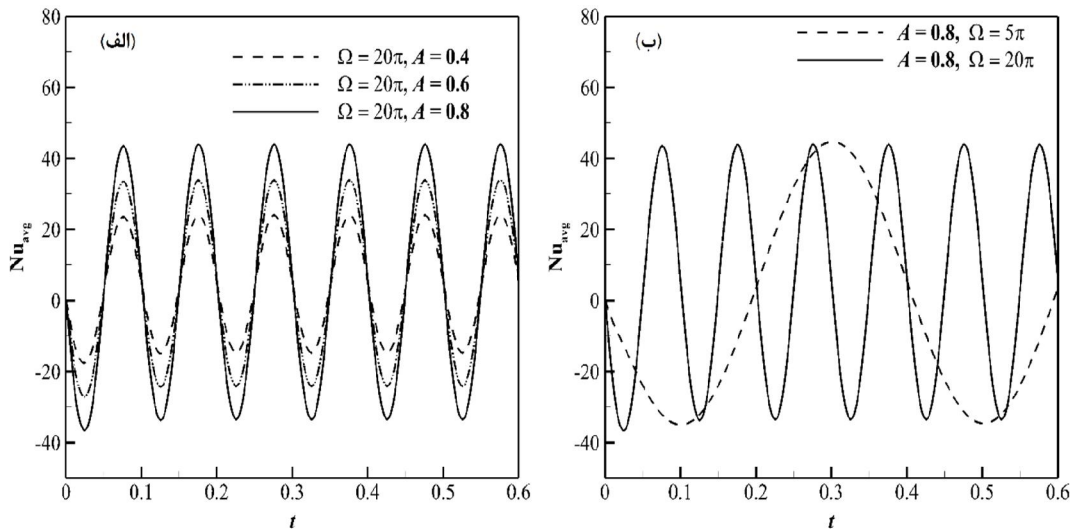 (الف)
Ω = 20π, A = 0.4
Ω = 20π, A = 0.6
Ω = 20π, A = 0.8
80
60
40
20
0
-20
-40
Nu_avg
0 0.1 0.2 0.3 0.4 0.5 0.6
t
(ب)
A = 0.8, Ω = 5π
A = 0.8, Ω = 20π
80
60
40
20
0
-20
-40
Nu_avg
0 0.1 0.2 0.3 0.4 0.5 0.6
t